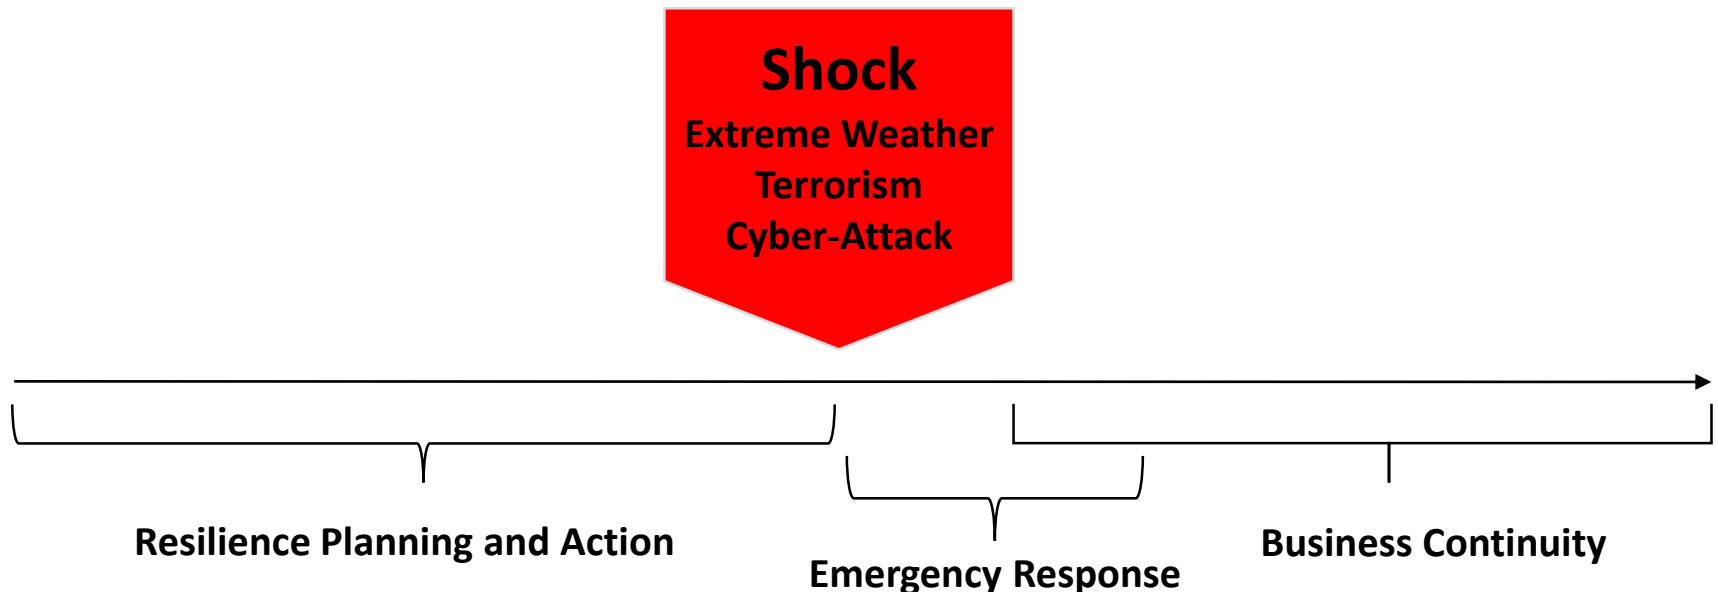 Shock
Extreme Weather
Terrorism
Cyber-Attack
Resilience Planning and Action
Emergency Response
Business Continuity